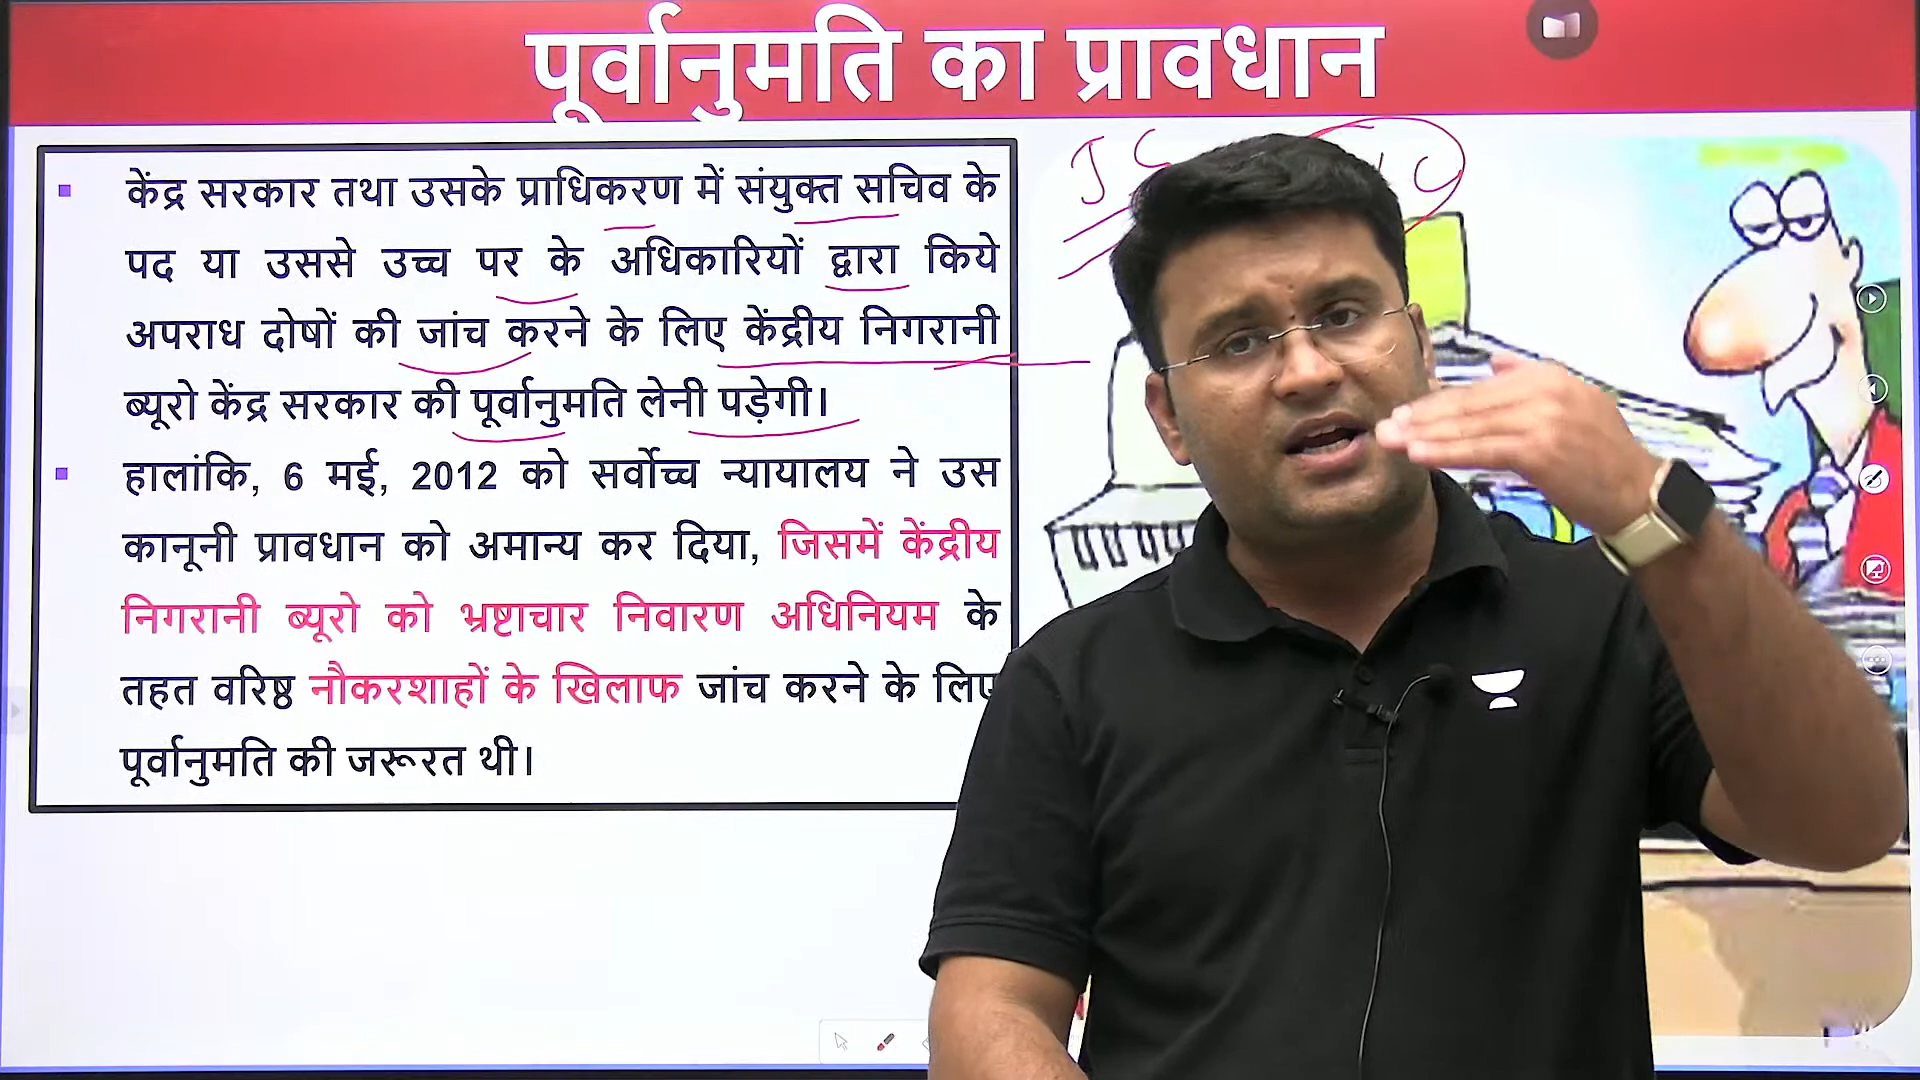 पूर्वानुमति का प्रावधान
केंद्र सरकार तथा उसके प्राधिकरण में संयुक्त सचिव के
पद या उससे उच्च पर के अधिकारियों द्वारा किये
अपराध दोषों की जांच करने के लिए केंद्रीय निगरानी
ब्यूरो केंद्र सरकार की पूर्वानुमति लेनी पड़ेगी।
हालांकि, 6 मई, 2012 को सर्वोच्च न्यायालय ने उस
कानूनी प्रावधान को अमान्य कर दिया, जिसमें केंद्रीय
निगरानी ब्यूरो को भ्रष्टाचार निवारण अधिनियम के
तहत वरिष्ठ नौकरशाहों के खिलाफ जांच करने के लिए
पूर्वानुमति की जरूरत थी।